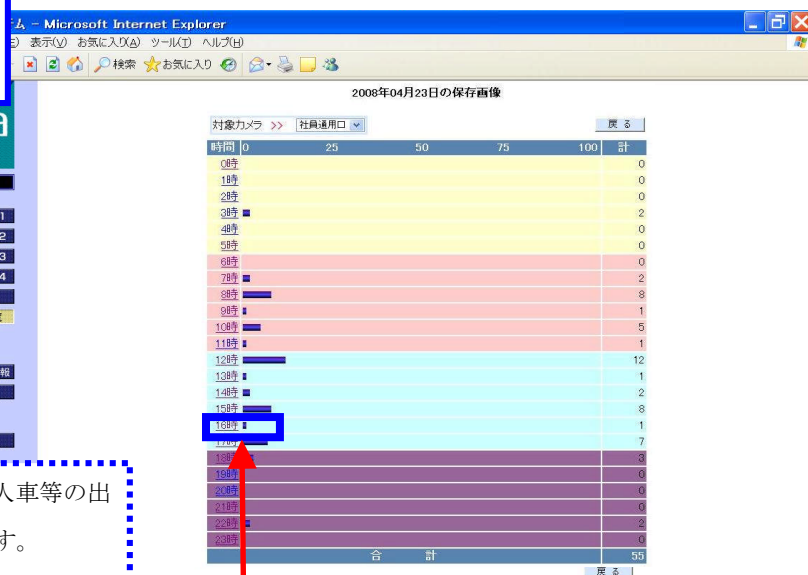 ム - Microsoft Internet Explorer
表示(V) お気に入り(A) ツール(T) ヘルプ(H)
検索 お気に入り
2008年04月23日の保存画像
対象カメラ >> 社員通用口 戻る
時間 0 25 50 75 100 計
0時 0
1時 0
2時 0
3時 2
4時 0
5時 0
6時 0
7時 2
8時 8
9時 1
10時 5
11時 1
12時 12
13時 1
14時 2
15時 8
16時 1
17時 7
18時 3
19時 0
20時 0
21時 0
22時 2
23時 0
合計 55
戻る
a
1
2
3
4
報
人車等の出
す。